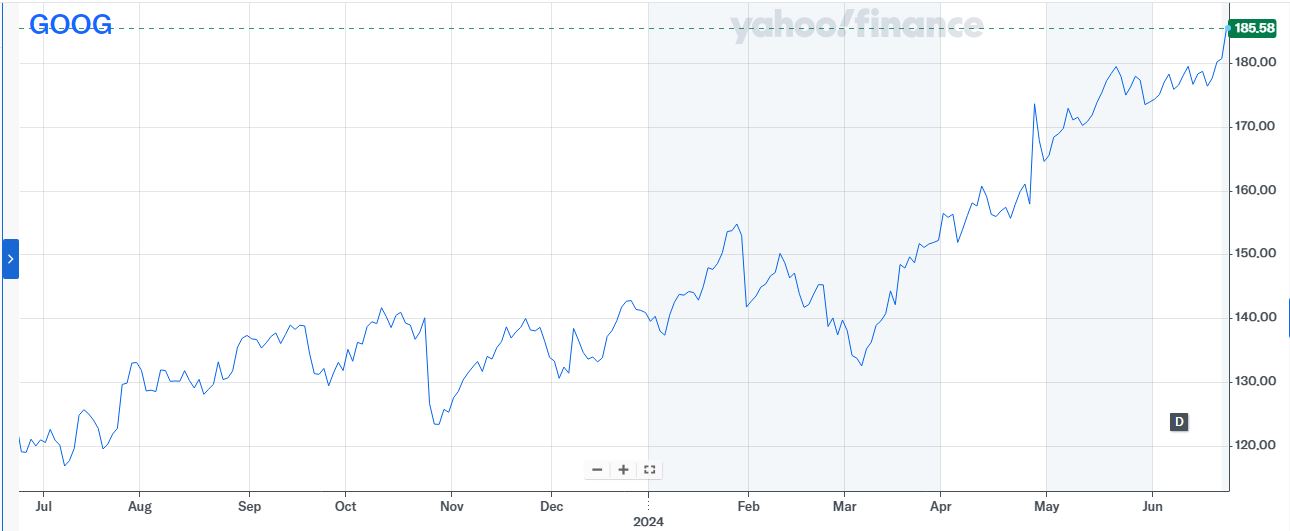 GOOG
yahoo!finance
185.58
180.00
170.00
160.00
150.00
140.00
130.00
D
120.00
Jul Aug Sep Oct Nov Dec Feb Mar Apr May Jun
2024